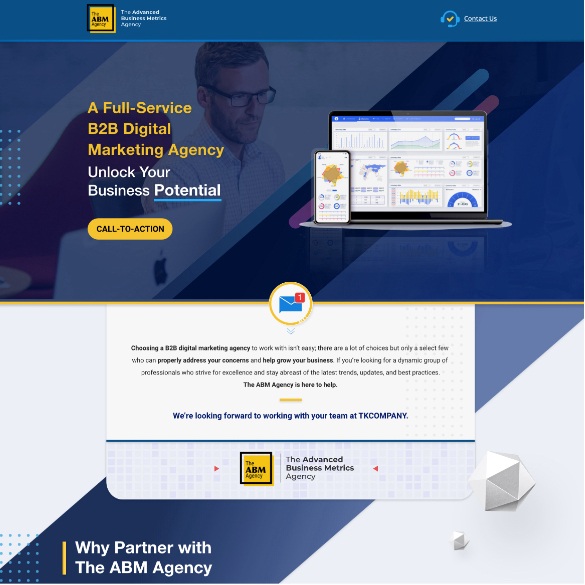 The
ABM
Agency
The Advanced
Business Metrics
Agency
Contact Us
A Full-Service
B2B Digital
Marketing Agency
Unlock Your
Business Potential
CALL-TO-ACTION
1
Choosing a B2B digital marketing agency to work with isn't easy; there are a lot of choices but only a select few
who can properly address your concerns and help grow your business. If you're looking for a dynamic group of
professionals who strive for excellence and stay abreast of the latest trends, updates, and best practices.
The ABM Agency is here to help.
We're looking forward to working with your team at TKCOMPANY.
The
ABM
Agency
The Advanced
Business Metrics
Agency
Why Partner with
The ABM Agency